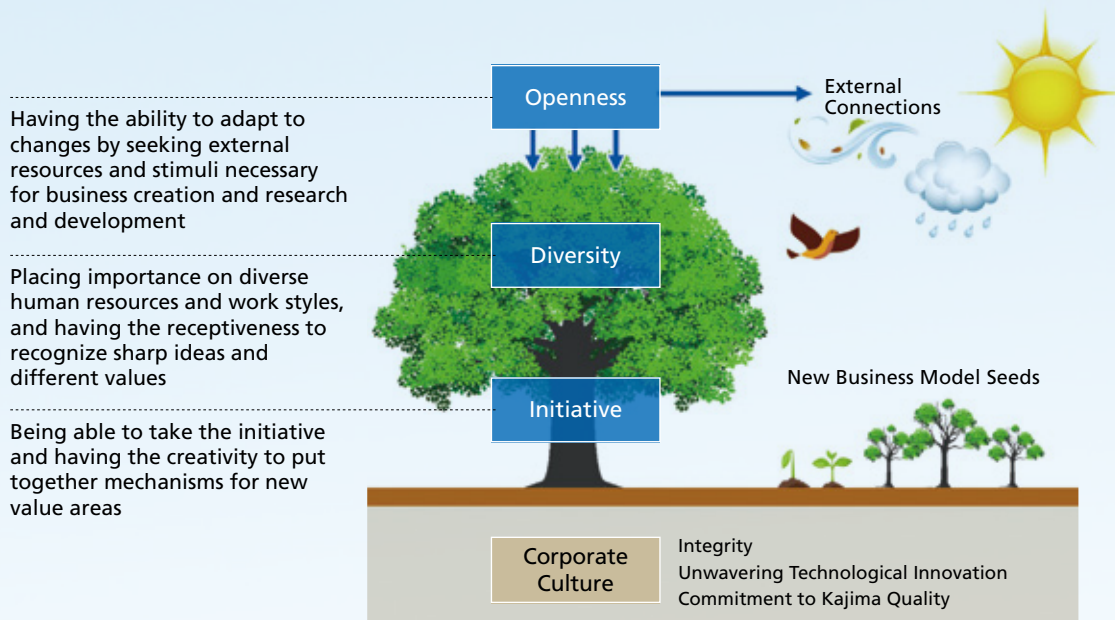 Openness
External
Connections
Having the ability to adapt to
changes by seeking external
resources and stimuli necessary
for business creation and research
and development
Diversity
Placing importance on diverse
human resources and work styles,
and having the receptiveness to
recognize sharp ideas and
different values
New Business Model Seeds
Initiative
Being able to take the initiative
and having the creativity to put
together mechanisms for new
value areas
Corporate
Culture
Integrity
Unwavering Technological Innovation
Commitment to Kajima Quality